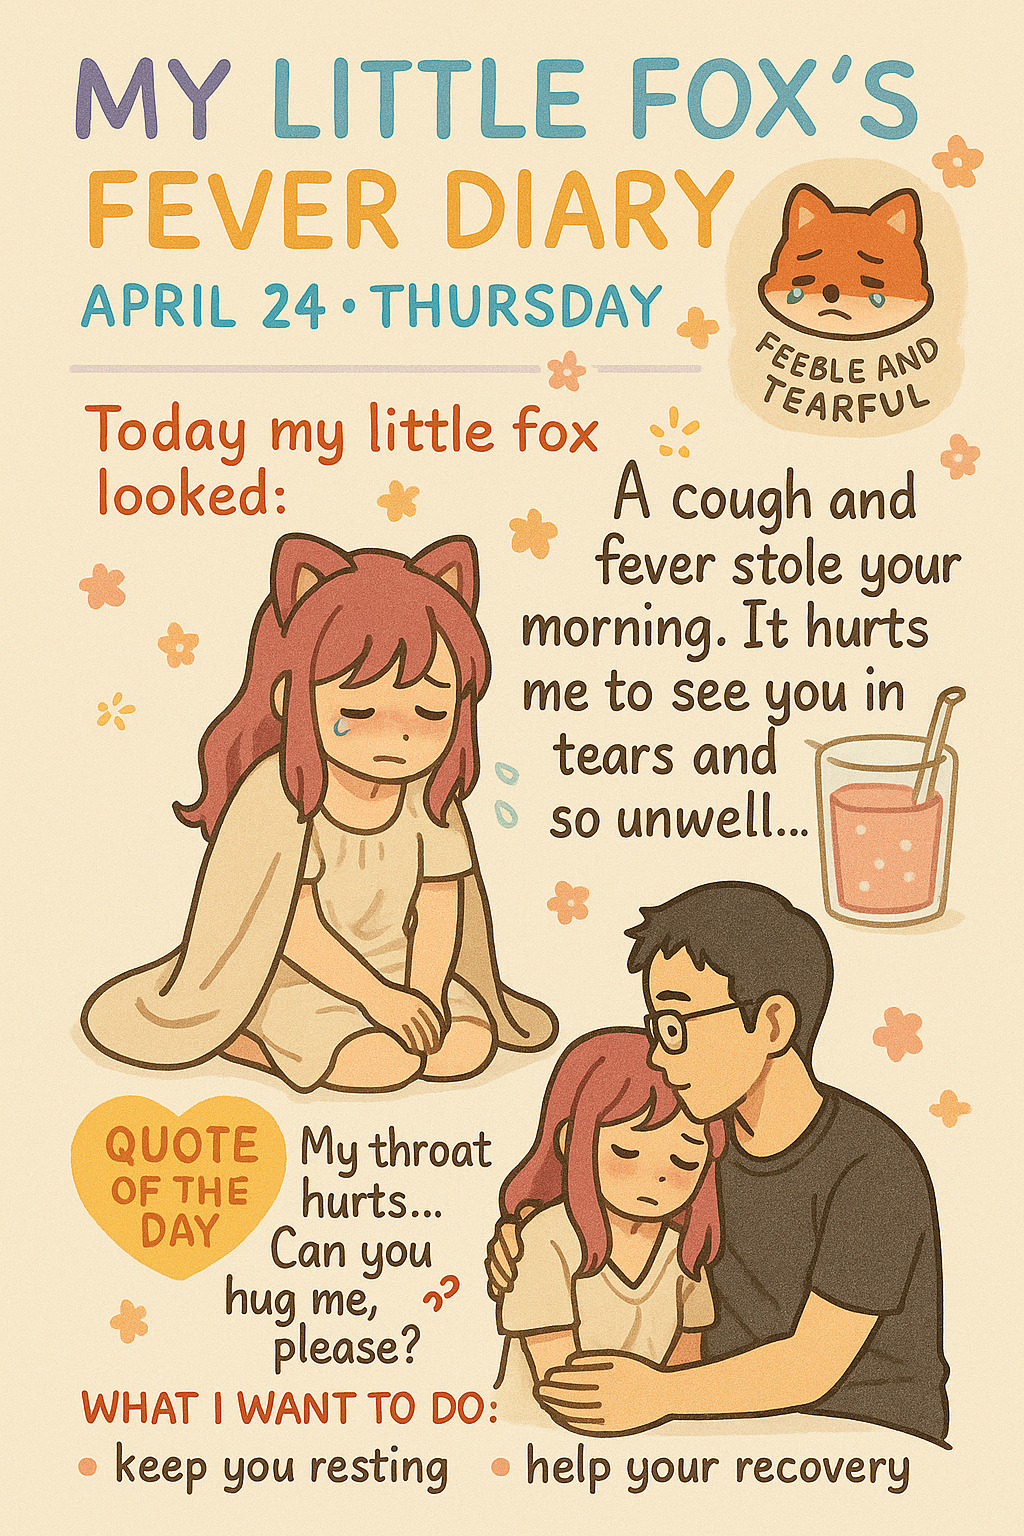 MY LITTLE FOX'S
FEVER DIARY
APRIL 24 • THURSDAY
FEEBLE AND
TEARFUL
Today my little fox
looked:
A cough and
fever stole your
morning. It hurts
me to see you in
tears and
so unwell...
QUOTE
OF THE
DAY
My throat
hurts...
Can you
hug me,
please?
WHAT I WANT TO DO:
• keep you resting
• help your recovery